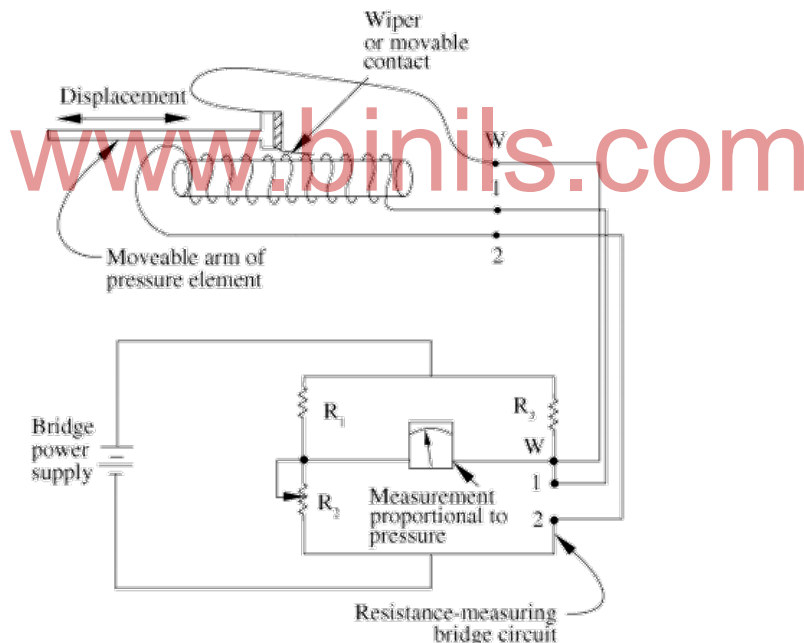 Wiper
or movable
contact
Displacement
www.binils.com
W
1
2
Moveable arm of
pressure element
R1
R3
Bridge
power
supply
W
1
R2
Measurement
proportional to
pressure
2
Resistance-measuring
bridge circuit